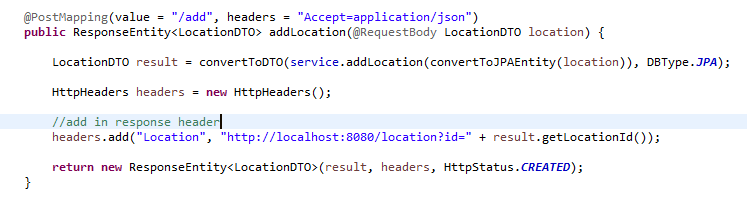 @PostMapping(value = "/add", headers = "Accept=application/json")
public ResponseEntity<LocationDTO> addLocation(@RequestBody LocationDTO location) {
LocationDTO result = convertToDTO(service.addLocation(convertToJPAEntity(location)), DBType.JPA);
HttpHeaders headers = new HttpHeaders();
//add in response header
headers.add("Location", "http://localhost:8080/location?id=" + result.getLocationId());
return new ResponseEntity<LocationDTO>(result, headers, HttpStatus.CREATED);
}